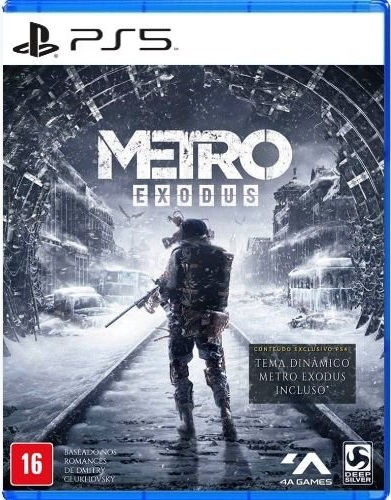 PS5
METRO
EXODUS
CONTEÚDO EXCLUSIVO PS4
TEMA DINÂMICO
METRO EXODUS
INCLUSO*
16
BASEADO NOS
ROMANCES
DE DMITRY
GLUKHOVSKY
4A GAMES
DEEP
SILVER